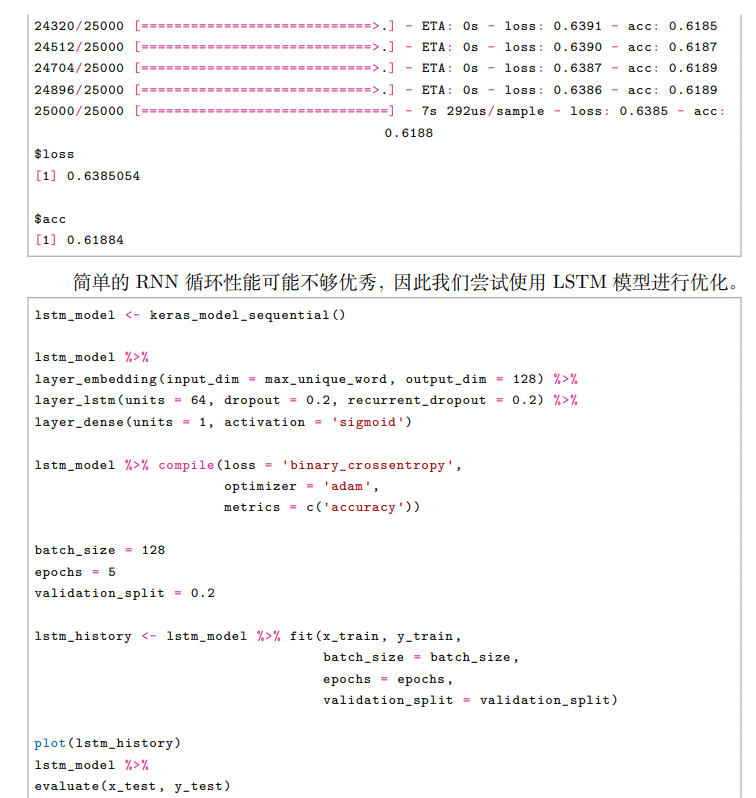 24320/25000 [============================>.] - ETA: 0s - loss: 0.6391 - acc: 0.6185
24512/25000 [============================>.] - ETA: 0s - loss: 0.6390 - acc: 0.6187
24704/25000 [============================>.] - ETA: 0s - loss: 0.6387 - acc: 0.6189
24896/25000 [============================>.] - ETA: 0s - loss: 0.6386 - acc: 0.6189
25000/25000 [==============================] - 7s 292us/sample - loss: 0.6385 - acc:
0.6188
$loss
[1] 0.6385054
$acc
[1] 0.61884
简单的 RNN 循环性能可能不够优秀, 因此我们尝试使用 LSTM 模型进行优化。
lstm_model <- keras_model_sequential()
lstm_model %>%
layer_embedding(input_dim = max_unique_word, output_dim = 128) %>%
layer_lstm(units = 64, dropout = 0.2, recurrent_dropout = 0.2) %>%
layer_dense(units = 1, activation = 'sigmoid')
lstm_model %>% compile(loss = 'binary_crossentropy',
optimizer = 'adam',
metrics = c('accuracy'))
batch_size = 128
epochs = 5
validation_split = 0.2
lstm_history <- lstm_model %>% fit(x_train, y_train,
batch_size = batch_size,
epochs = epochs,
validation_split = validation_split)
plot(lstm_history)
lstm_model %>%
evaluate(x_test, y_test)